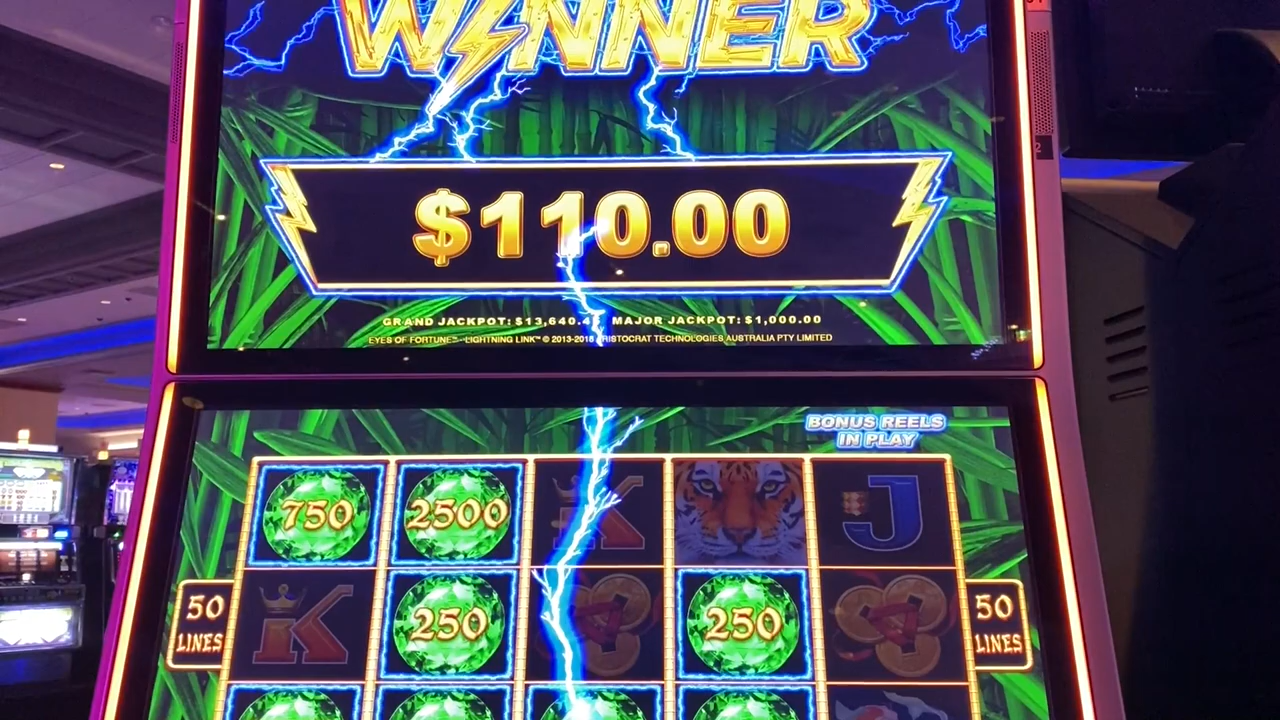 WINNER
$110.00
GRAND JACKPOT: $13,640.4 MAJOR JACKPOT: $1,000.00
EYES OF FORTUNE™ - LIGHTNING LINK™ © 2013-2018 ARISTOCRAT TECHNOLOGIES AUSTRALIA PTY LIMITED
BONUS REELS
IN PLAY
750 2500 K J
50 LINES
K 250 250
50 LINES